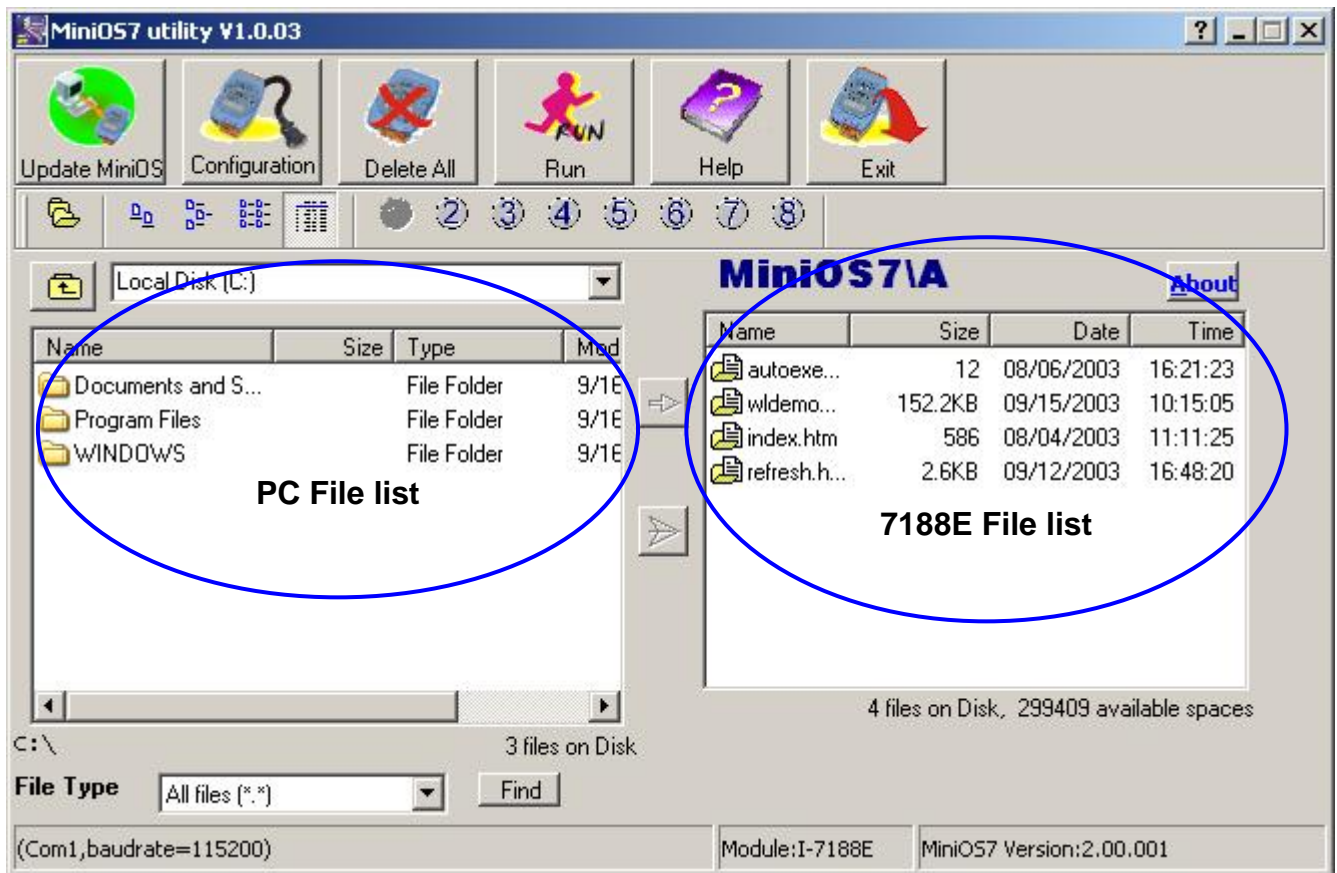 MiniOS7 utility V1.0.03
Update MiniOS Configuration Delete All Run Help Exit
RUN
2 3 4 5 6 7 8
Local Disk (C:)
MiniOS7\A
About
Name Size Type Mod
Documents and S... File Folder 9/16
Program Files File Folder 9/16
WINDOWS File Folder 9/16
PC File list
Name Size Date Time
autoexe... 12 08/06/2003 16:21:23
wldemo... 152.2KB 09/15/2003 10:15:05
index.htm 586 08/04/2003 11:11:25
refresh.h... 2.6KB 09/12/2003 16:48:20
7188E File list
4 files on Disk, 299409 available spaces
C:\ 3 files on Disk
File Type All files (*.*) Find
(Com1,baudrate=115200) Module:I-7188E MiniOS7 Version:2.00.001